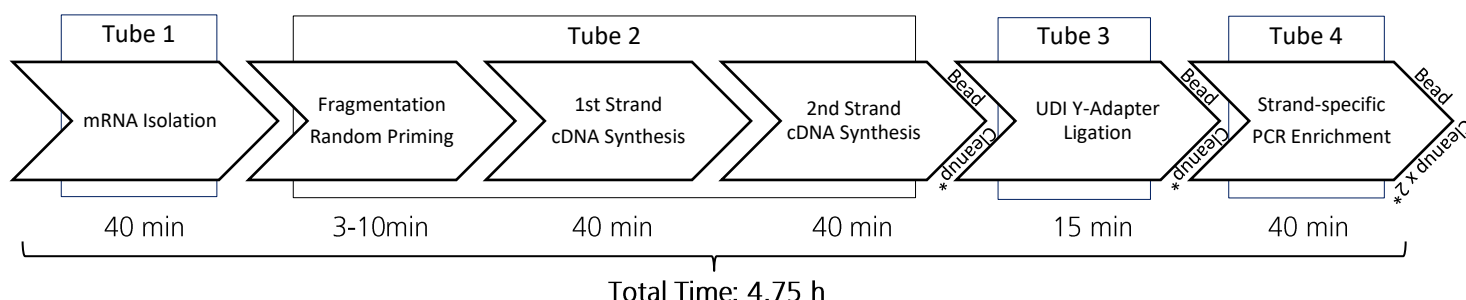 Tube 1
Tube 2
Tube 3
Tube 4
mRNA Isolation
Fragmentation
Random Priming
1st Strand
cDNA Synthesis
2nd Strand
cDNA Synthesis
Bead
Cleanup*
UDI Y-Adapter
Ligation
Bead
Cleanup*
Strand-specific
PCR Enrichment
Bead
Cleanup x 2*
40 min
3-10min
40 min
40 min
15 min
40 min
Total Time: 4.75 h